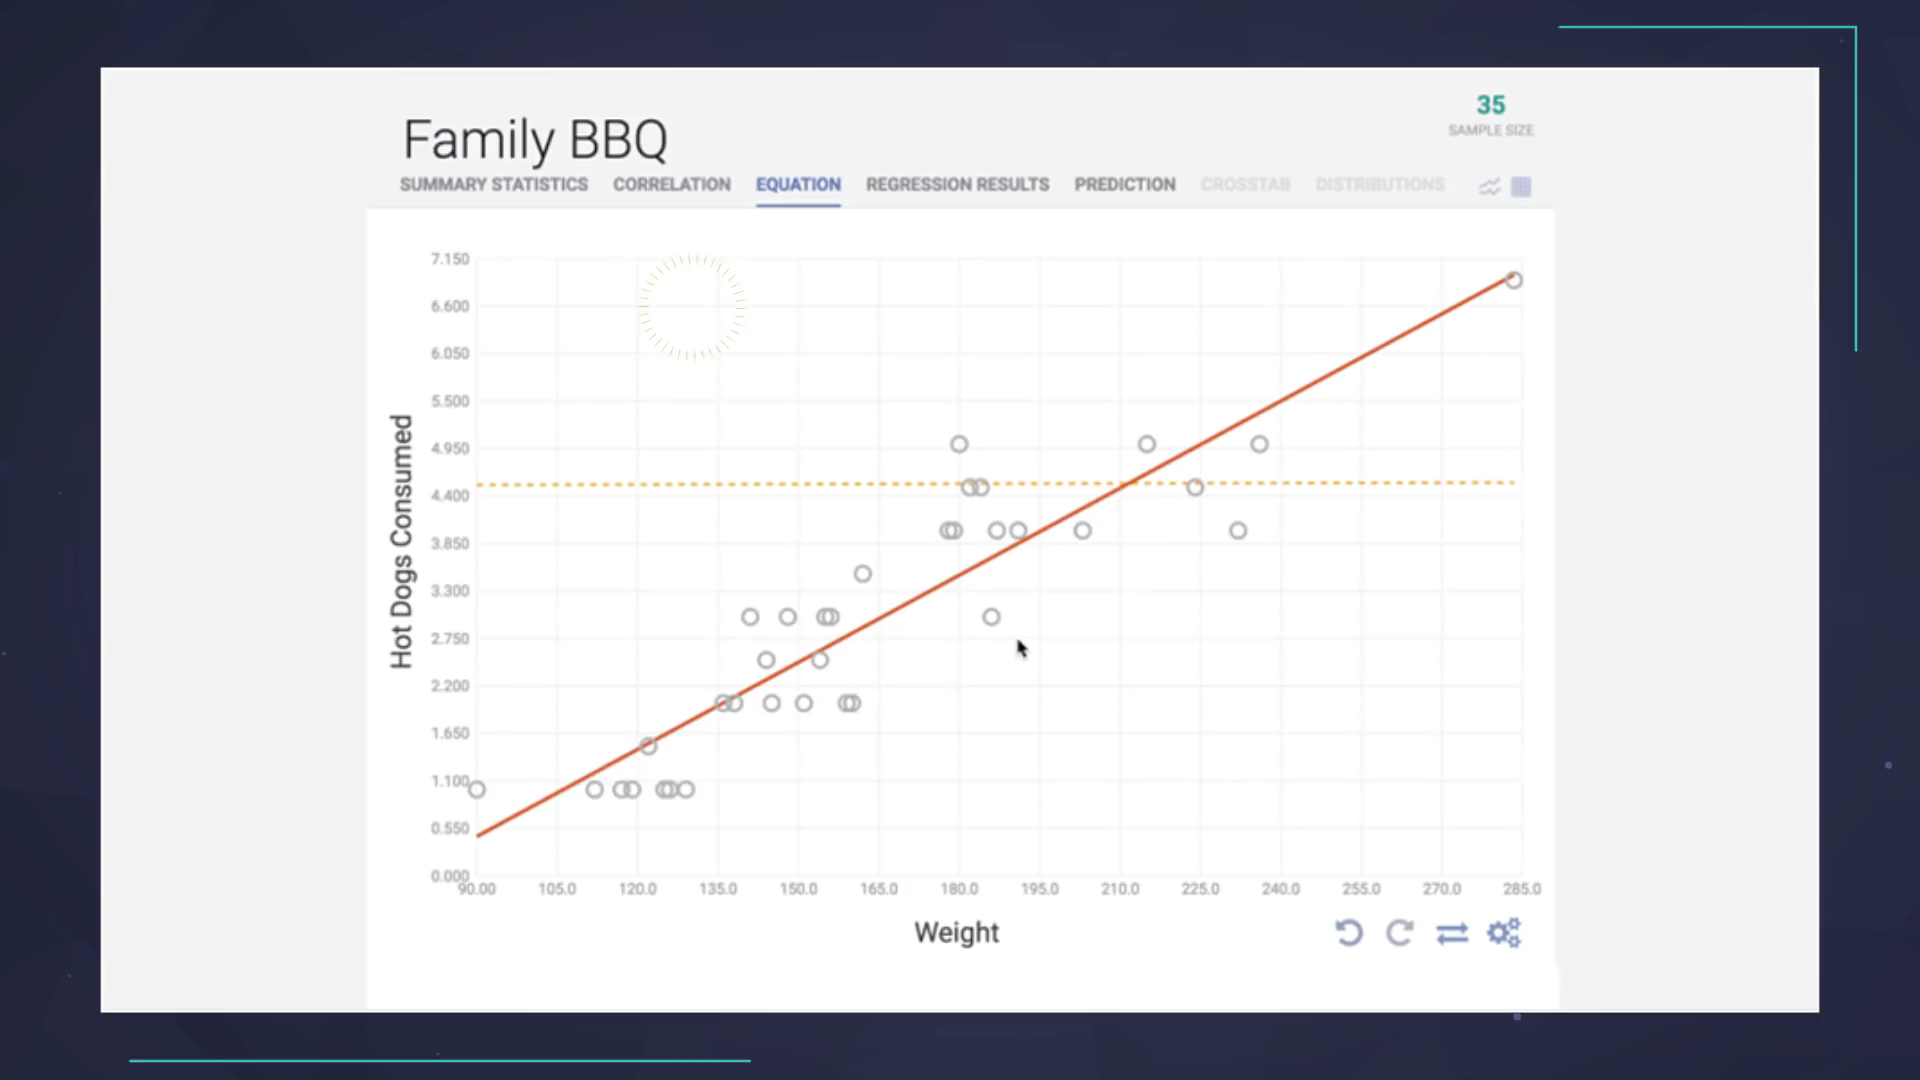 35
SAMPLE SIZE
Family BBQ
SUMMARY STATISTICS CORRELATION EQUATION REGRESSION RESULTS PREDICTION CROSSTAB DISTRIBUTIONS
Hot Dogs Consumed
7.150
6.600
6.050
5.500
4.950
4.400
3.850
3.300
2.750
2.200
1.650
1.100
0.550
0.000
90.00 105.0 120.0 135.0 150.0 165.0 180.0 195.0 210.0 225.0 240.0 255.0 270.0 285.0
Weight